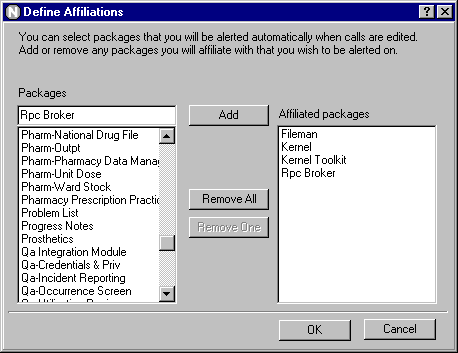 Define Affiliations
You can select packages that you will be alerted automatically when calls are edited.
Add or remove any packages you will affiliate with that you wish to be alerted on.
Packages
Rpc Broker
Pharm-National Drug File
Pharm-Outpt
Pharm-Pharmacy Data Manag
Pharm-Unit Dose
Pharm-Ward Stock
Pharmacy Prescription Practic
Problem List
Progress Notes
Prosthetics
Qa Integration Module
Qa-Credentials & Priv
Qa-Incident Reporting
Qa-Occurrence Screen
Add
Remove All
Remove One
Affiliated packages
Fileman
Kernel
Kernel Toolkit
Rpc Broker
OK
Cancel